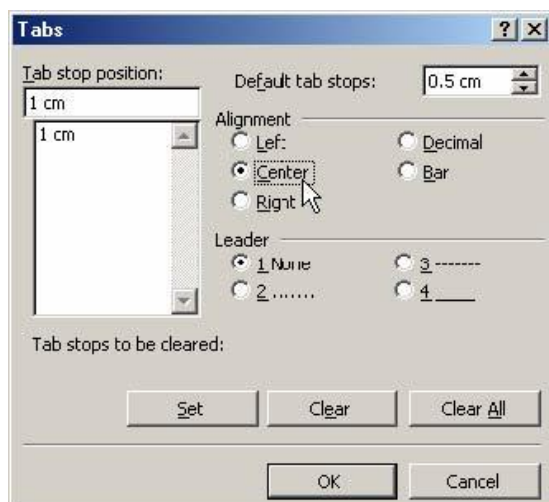 Tabs
Tab stop position:
Default tab stops:
0.5 cm
1 cm
1 cm
Alignment
Left
Decimal
Center
Bar
Right
Leader
1 None
3 -------
2 .......
4 ____
Tab stops to be cleared:
Set
Clear
Clear All
OK
Cancel